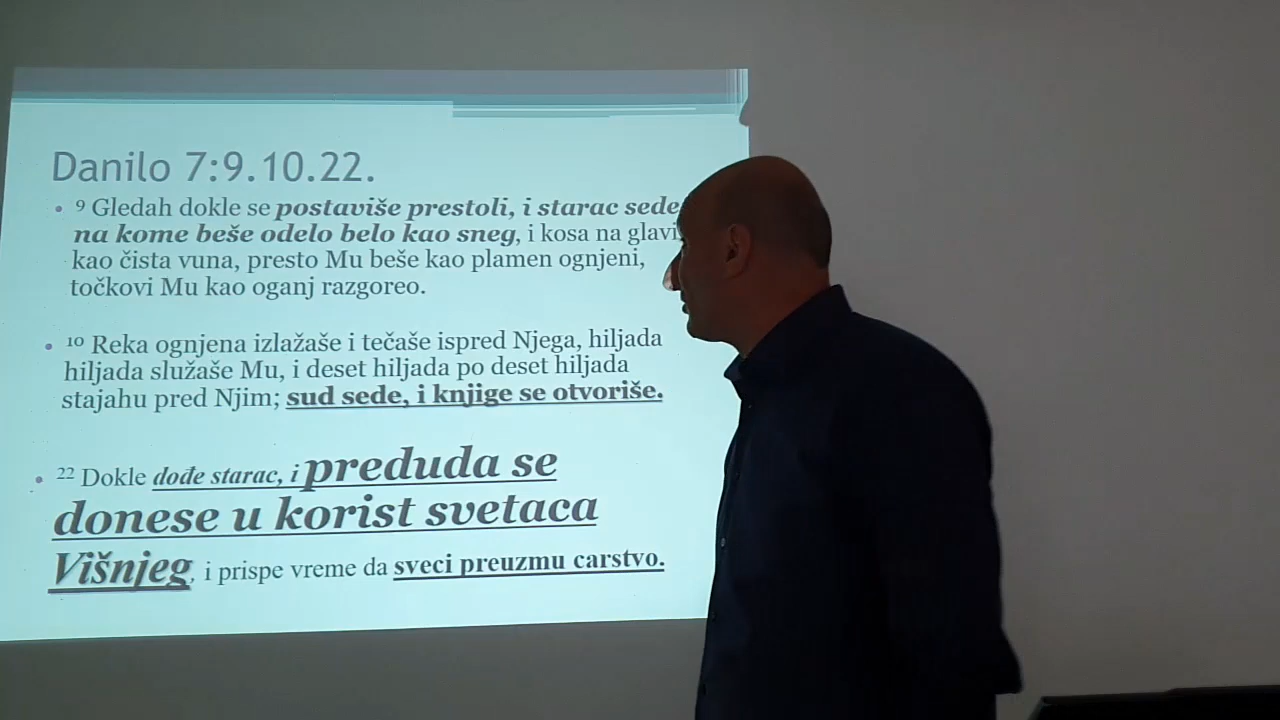 Danilo 7:9.10.22.
• ⁹ Gledah dokle se postaviše prestoli, i starac sede
na kome beše odelo belo kao sneg, i kosa na glavi
kao čista vuna, presto Mu beše kao plamen ognjeni,
točkovi Mu kao oganj razgoreo.
• ¹⁰ Reka ognjena izlažaše i tečaše ispred Njega, hiljada
hiljada služaše Mu, i deset hiljada po deset hiljada
stajahu pred Njim; sud sede, i knjige se otvoriše.
• ²² Dokle dođe starac, i preduda se
donese u korist svetaca
Višnjeg, i prispe vreme da sveci preuzmu carstvo.